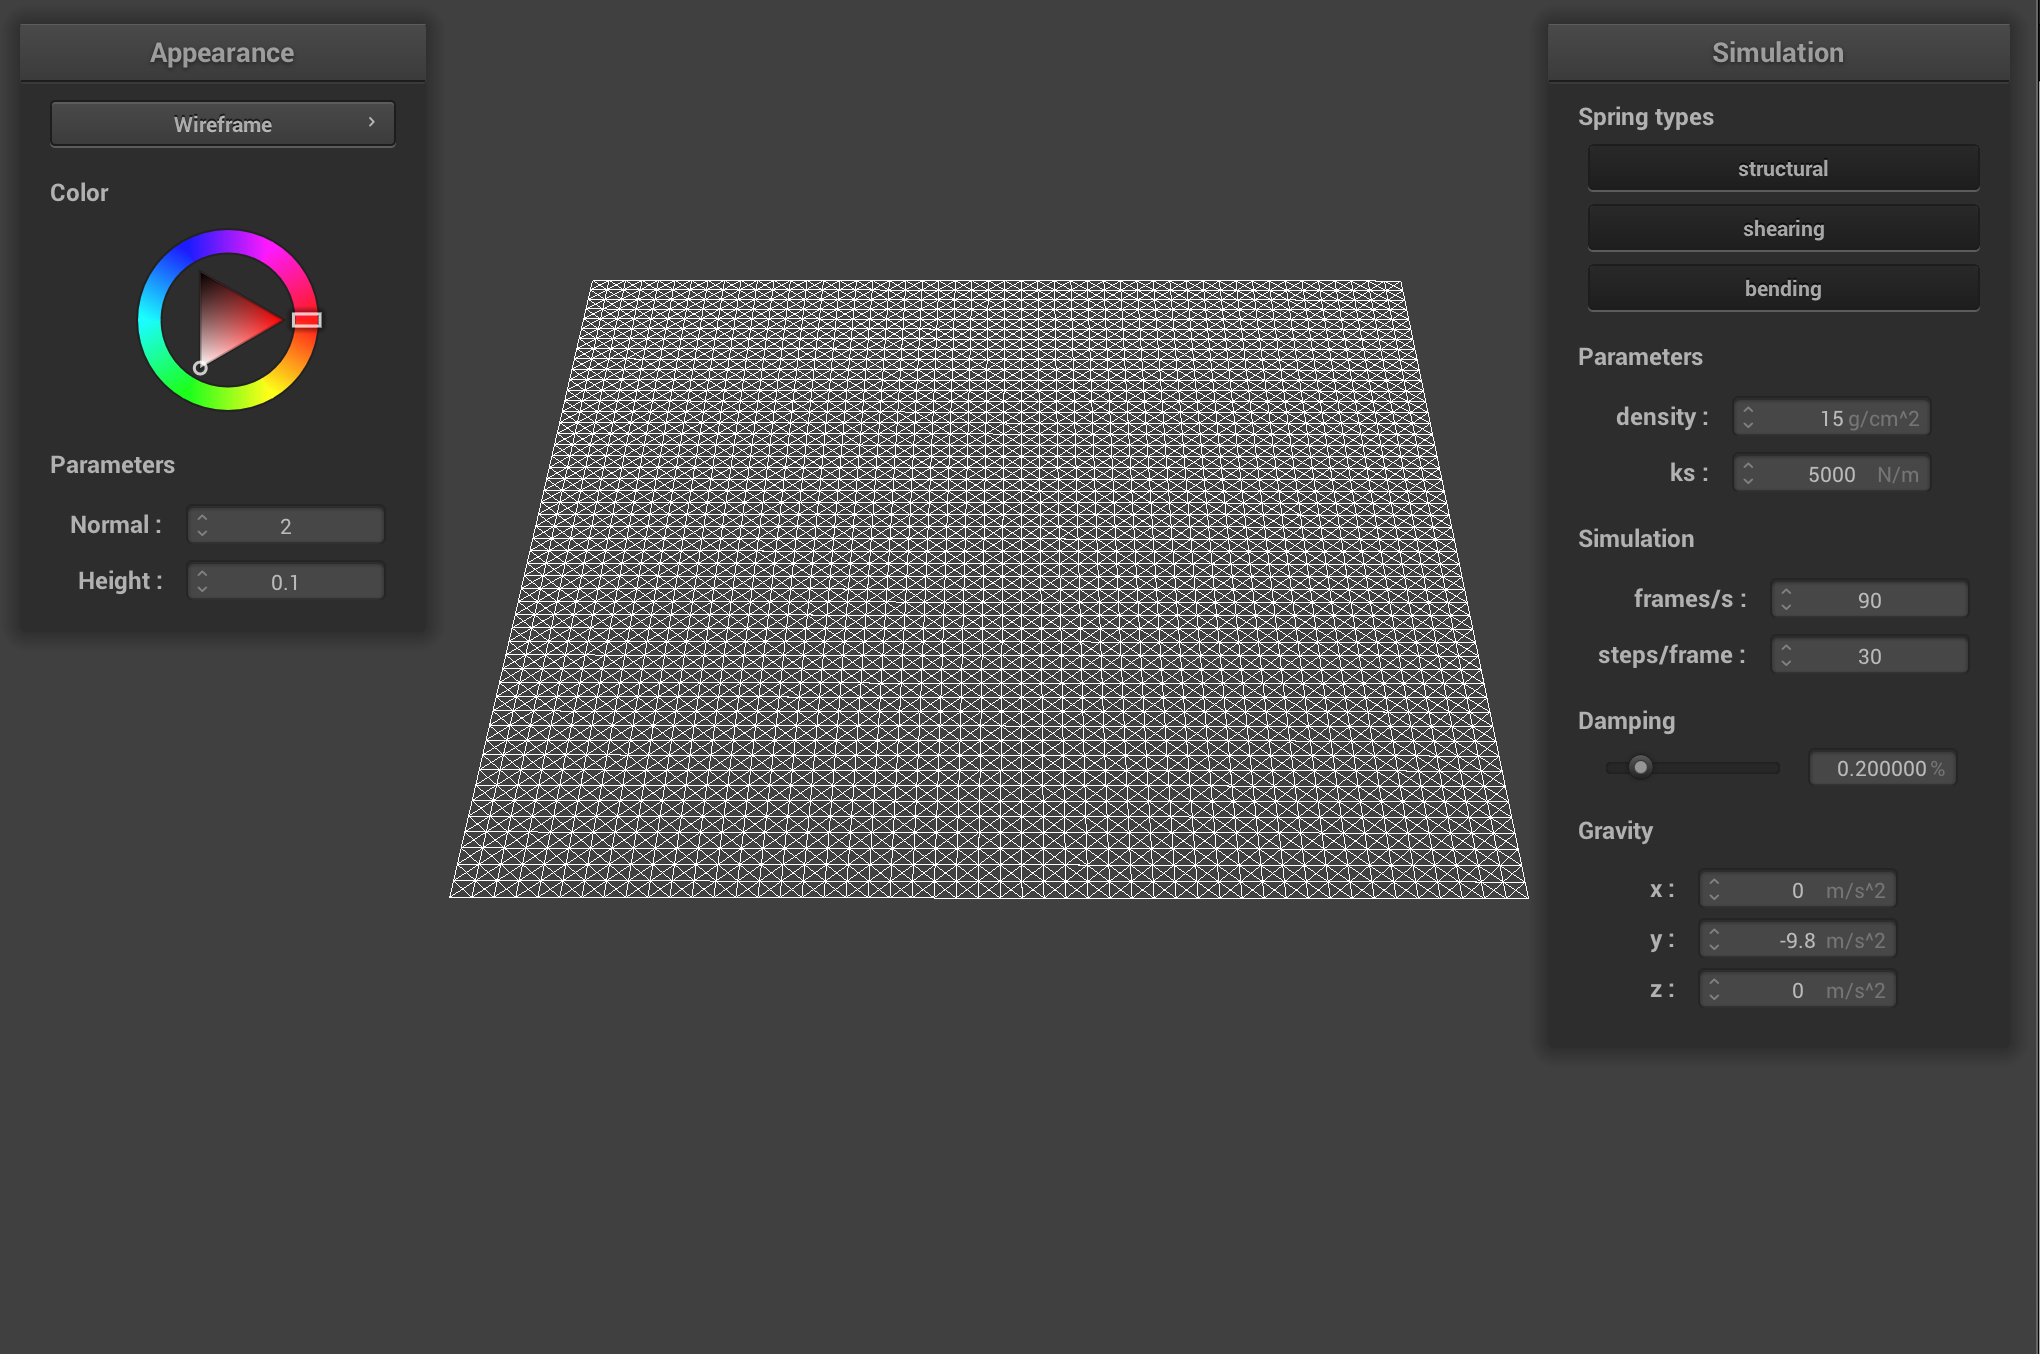 Appearance
Wireframe
Color
Parameters
Normal : 2
Height : 0.1
Simulation
Spring types
structural
shearing
bending
Parameters
density : 15 g/cm^2
ks : 5000 N/m
Simulation
frames/s : 90
steps/frame : 30
Damping
0.200000 %
Gravity
x : 0 m/s^2
y : -9.8 m/s^2
z : 0 m/s^2